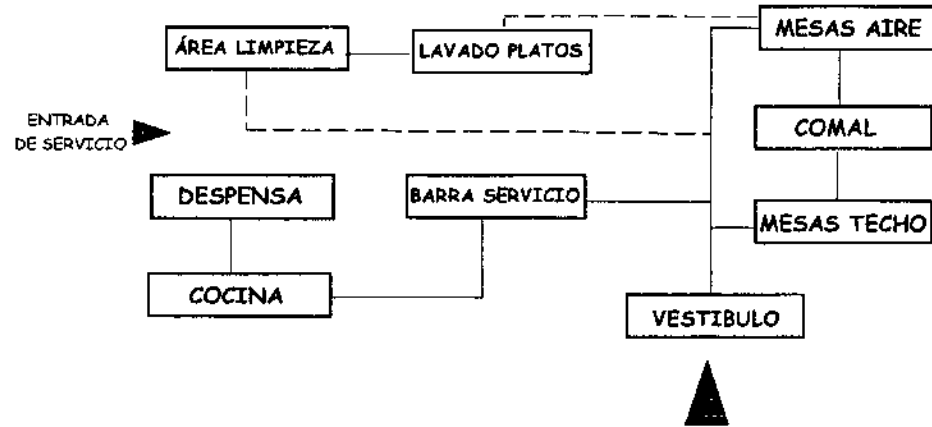 MESAS AIRE
ÁREA LIMPIEZA
LAVADO PLATOS
ENTRADA
DE SERVICIO
COMAL
DESPENSA
BARRA SERVICIO
MESAS TECHO
COCINA
VESTIBULO